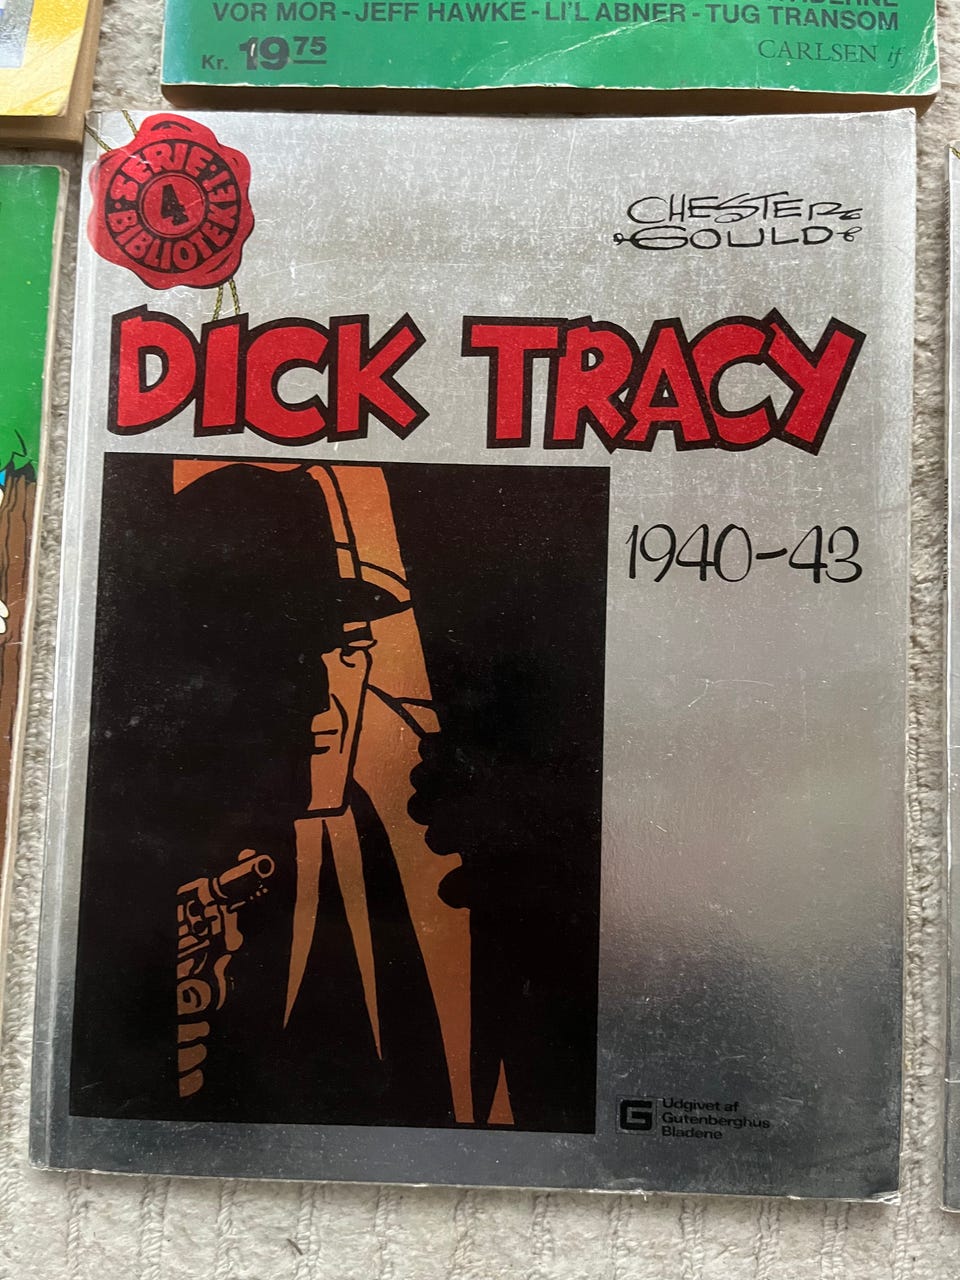 VOR MOR - JEFF HAWKE - LI'L ABNER - TUG TRANSOM
Kr. 19 75
CARLSEN if
SERIE
BIBLIOTEKET
4
CHESTER
GOULD
DICK TRACY
1940-43
G
Udgivet af
Gutenberghus
Bladene